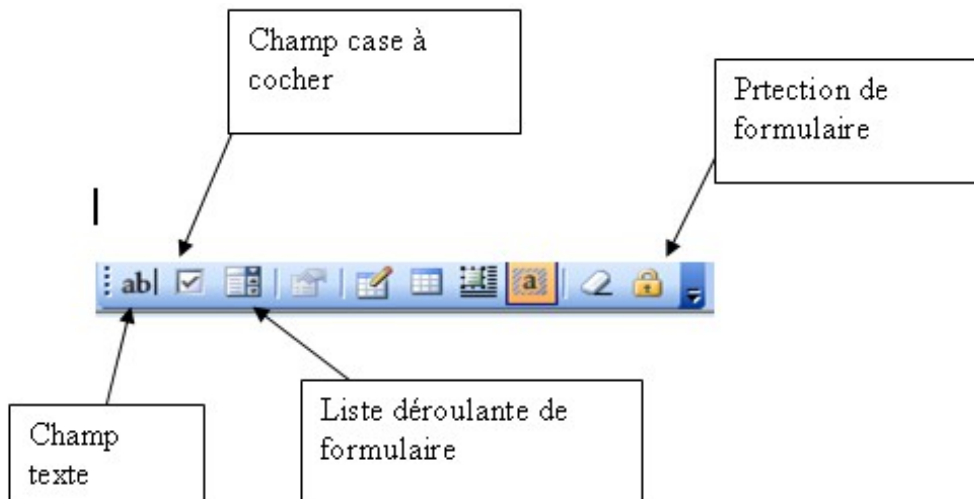 Champ case à
cocher
Prtection de
formulaire
ab|
a
Champ
texte
Liste déroulante de
formulaire